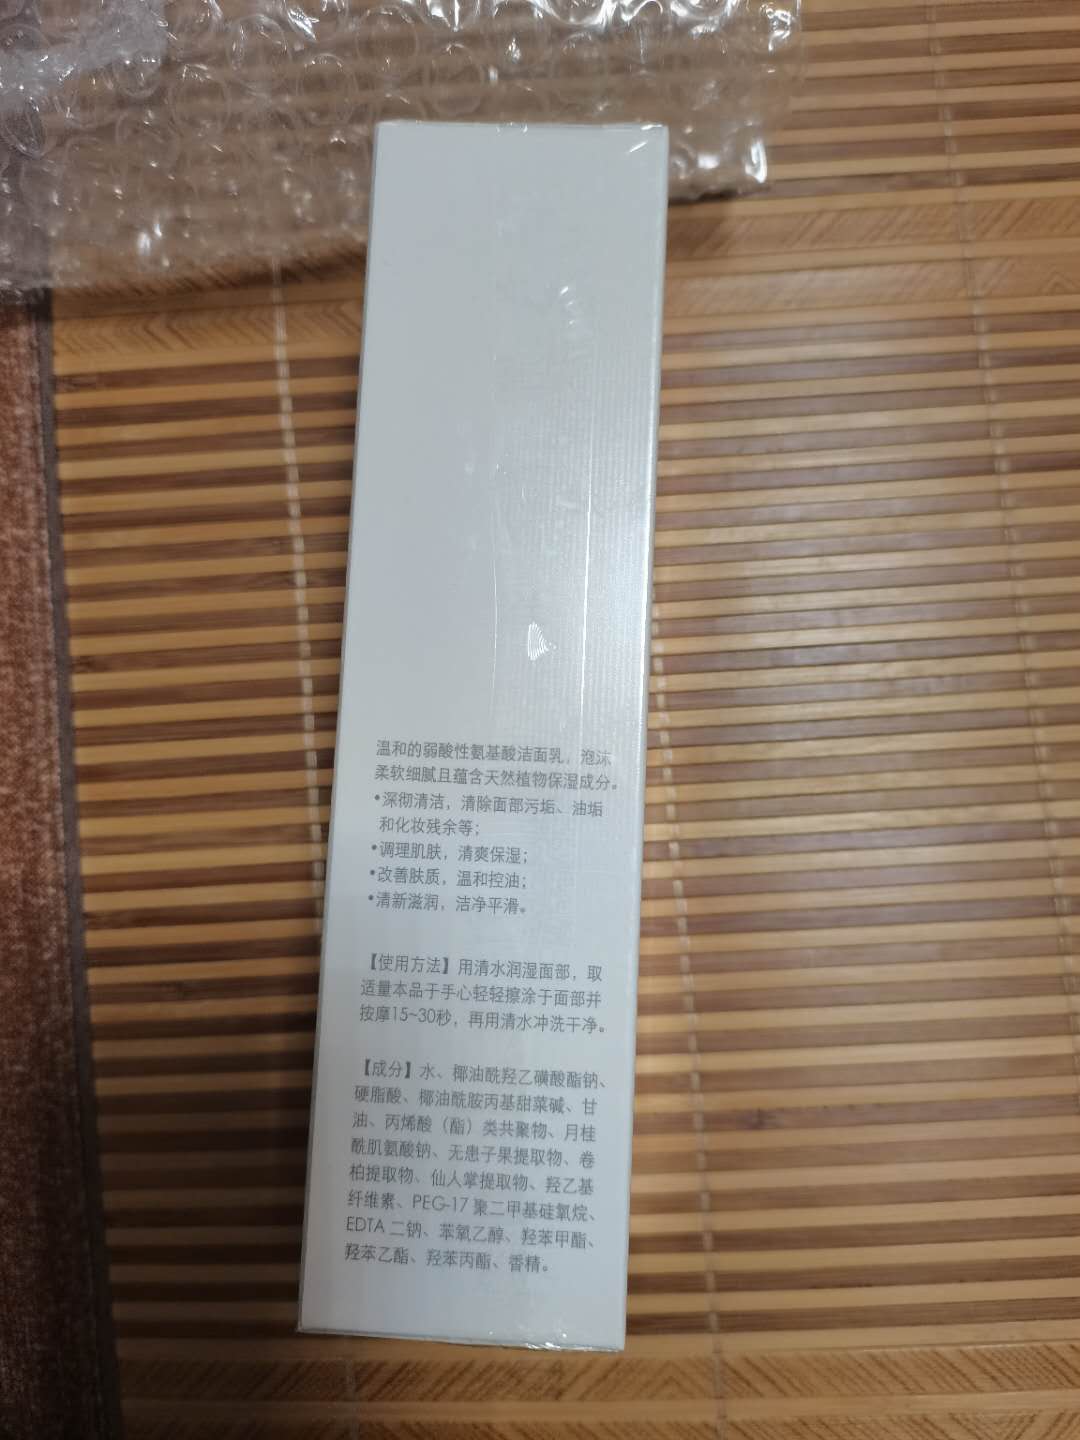 温和的弱酸性氨基酸洁面乳，泡沫
柔软细腻且蕴含天然植物保湿成分。
•深彻清洁，清除面部污垢、油垢
和化妆残余等；
•调理肌肤，清爽保湿；
•改善肤质，温和控油；
•清新滋润，洁净平滑。
【使用方法】用清水润湿面部，取
适量本品于手心轻轻擦涂于面部并
按摩15~30秒，再用清水冲洗干净。
【成分】水、椰油酰羟乙磺酸酯钠、
硬脂酸、椰油酰胺丙基甜菜碱、甘
油、丙烯酸（酯）类共聚物、月桂
酰肌氨酸钠、无患子果提取物、卷
柏提取物、仙人掌提取物、羟乙基
纤维素、PEG-17 聚二甲基硅氧烷、
EDTA 二钠、苯氧乙醇、羟苯甲酯、
羟苯乙酯、羟苯丙酯、香精。